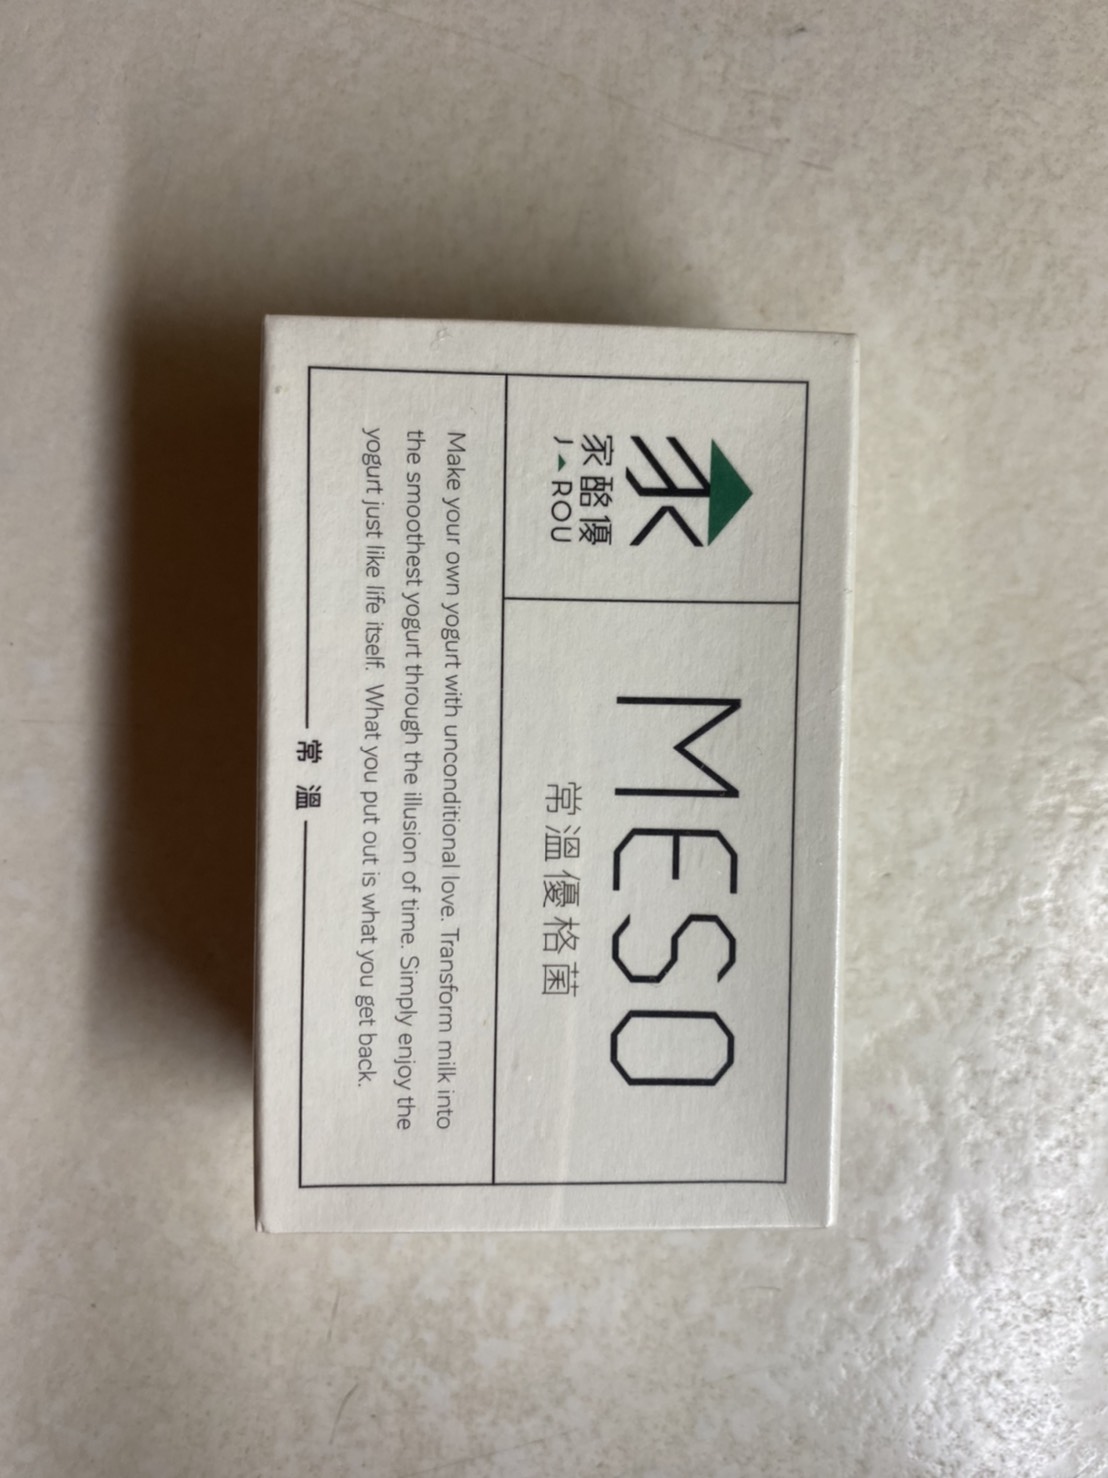 家酪優
J▲ROU
MESO
常溫優格菌
Make your own yogurt with unconditional love. Transform milk into
the smoothest yogurt through the illusion of time. Simply enjoy the
yogurt just like life itself. What you put out is what you get back.
常溫